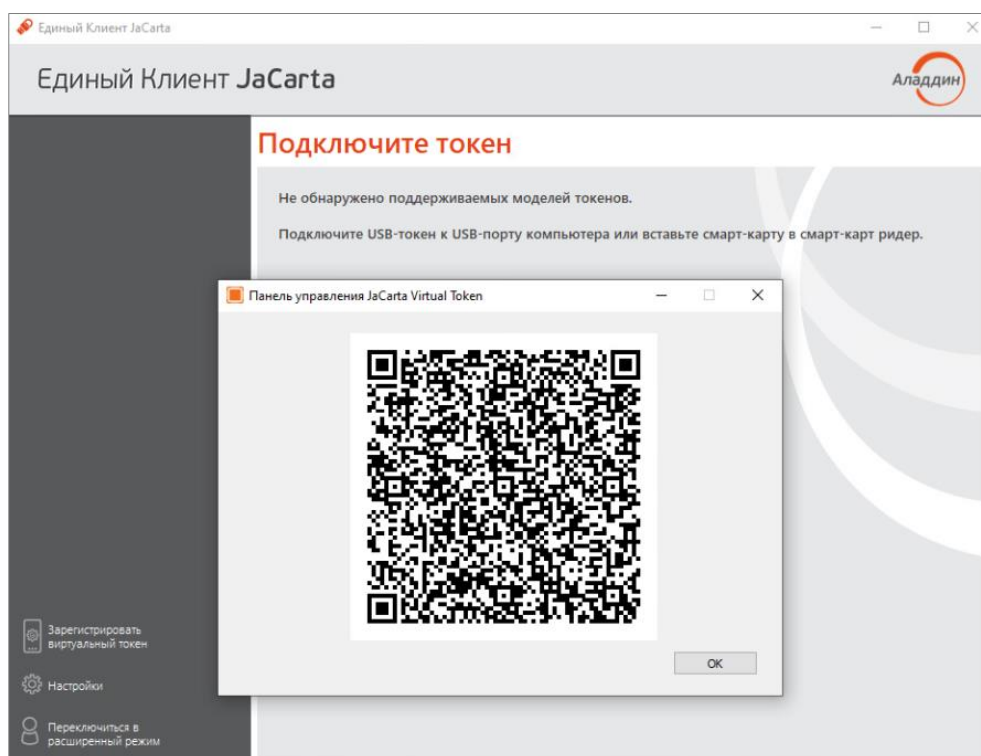 Единый Клиент JaCarta
Единый Клиент JaCarta
Аладдин
Подключите токен
Не обнаружено поддерживаемых моделей токенов.
Подключите USB-токен к USB-порту компьютера или вставьте смарт-карту в смарт-карт ридер.
Панель управления JaCarta Virtual Token
ОК
Зарегистрировать
виртуальный токен
Настройки
Переключиться в
расширенный режим